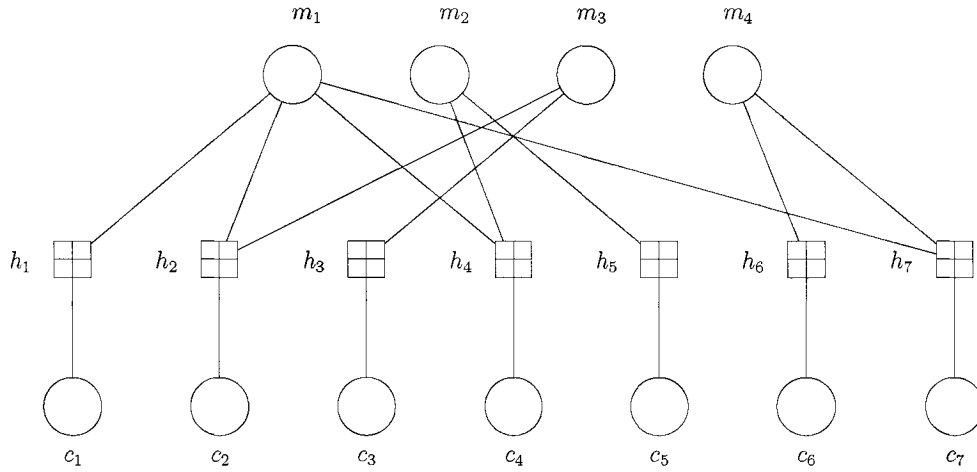 m₁ m₂ m₃ m₄
h₁ h₂ h₃ h₄ h₅ h₆ h₇
c₁ c₂ c₃ c₄ c₅ c₆ c₇